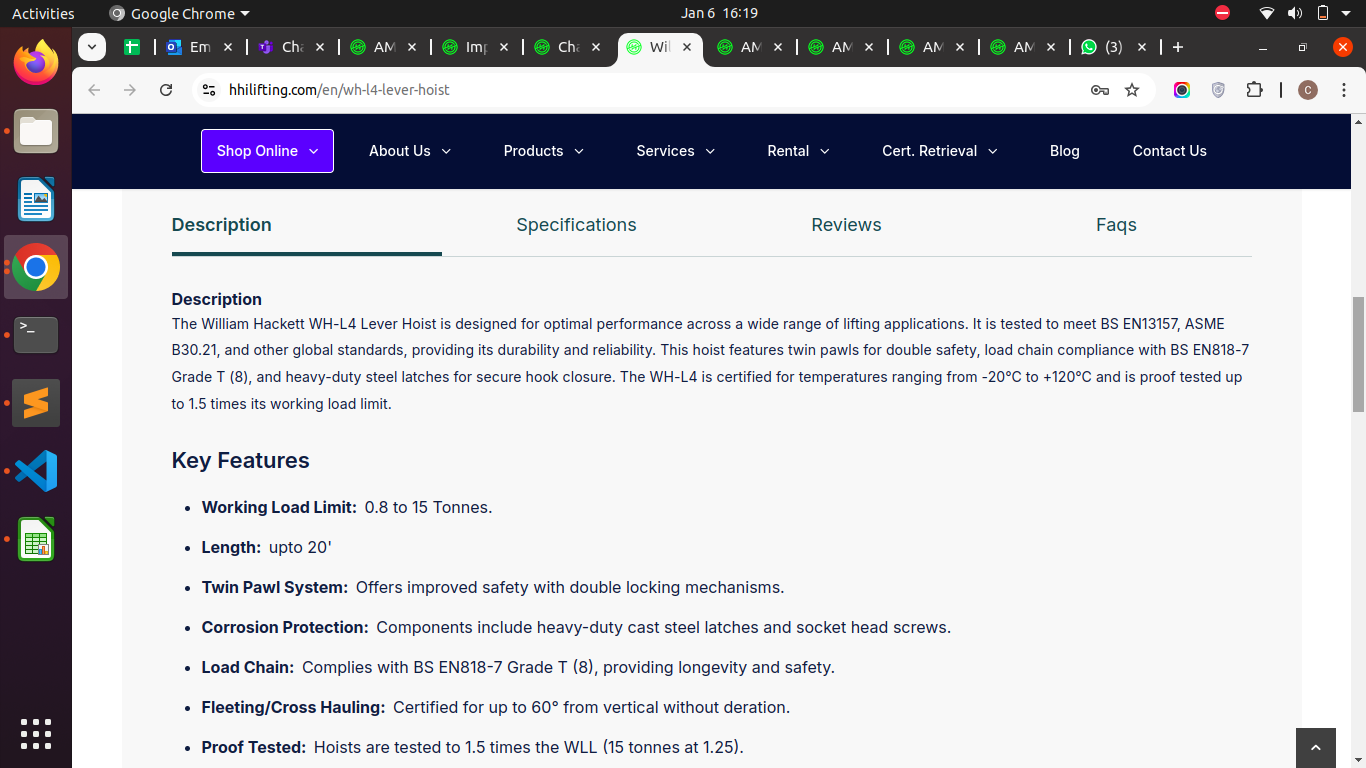 Activities
Google Chrome
Jan 6 16:19
Em
Cha
AM
Imp
Cha
Wil
AM
AM
AM
AM
(3)
hhilifting.com/en/wh-l4-lever-hoist
C
Shop Online
About Us
Products
Services
Rental
Cert. Retrieval
Blog
Contact Us
Description
Specifications
Reviews
Faqs
Description
The William Hackett WH-L4 Lever Hoist is designed for optimal performance across a wide range of lifting applications. It is tested to meet BS EN13157, ASME
B30.21, and other global standards, providing its durability and reliability. This hoist features twin pawls for double safety, load chain compliance with BS EN818-7
Grade T (8), and heavy-duty steel latches for secure hook closure. The WH-L4 is certified for temperatures ranging from -20°C to +120°C and is proof tested up
to 1.5 times its working load limit.
Key Features
• Working Load Limit: 0.8 to 15 Tonnes.
• Length: upto 20'
• Twin Pawl System: Offers improved safety with double locking mechanisms.
• Corrosion Protection: Components include heavy-duty cast steel latches and socket head screws.
• Load Chain: Complies with BS EN818-7 Grade T (8), providing longevity and safety.
• Fleeting/Cross Hauling: Certified for up to 60° from vertical without deration.
• Proof Tested: Hoists are tested to 1.5 times the WLL (15 tonnes at 1.25).